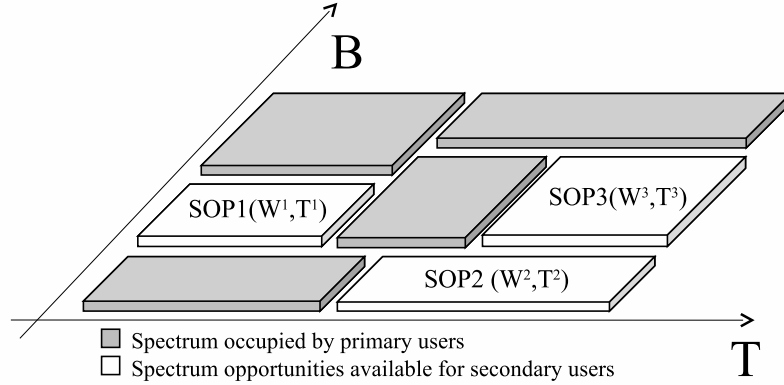 B
SOP1(W¹,T¹)
SOP3(W³,T³)
SOP2 (W²,T²)
T
Spectrum occupied by primary users
Spectrum opportunities available for secondary users